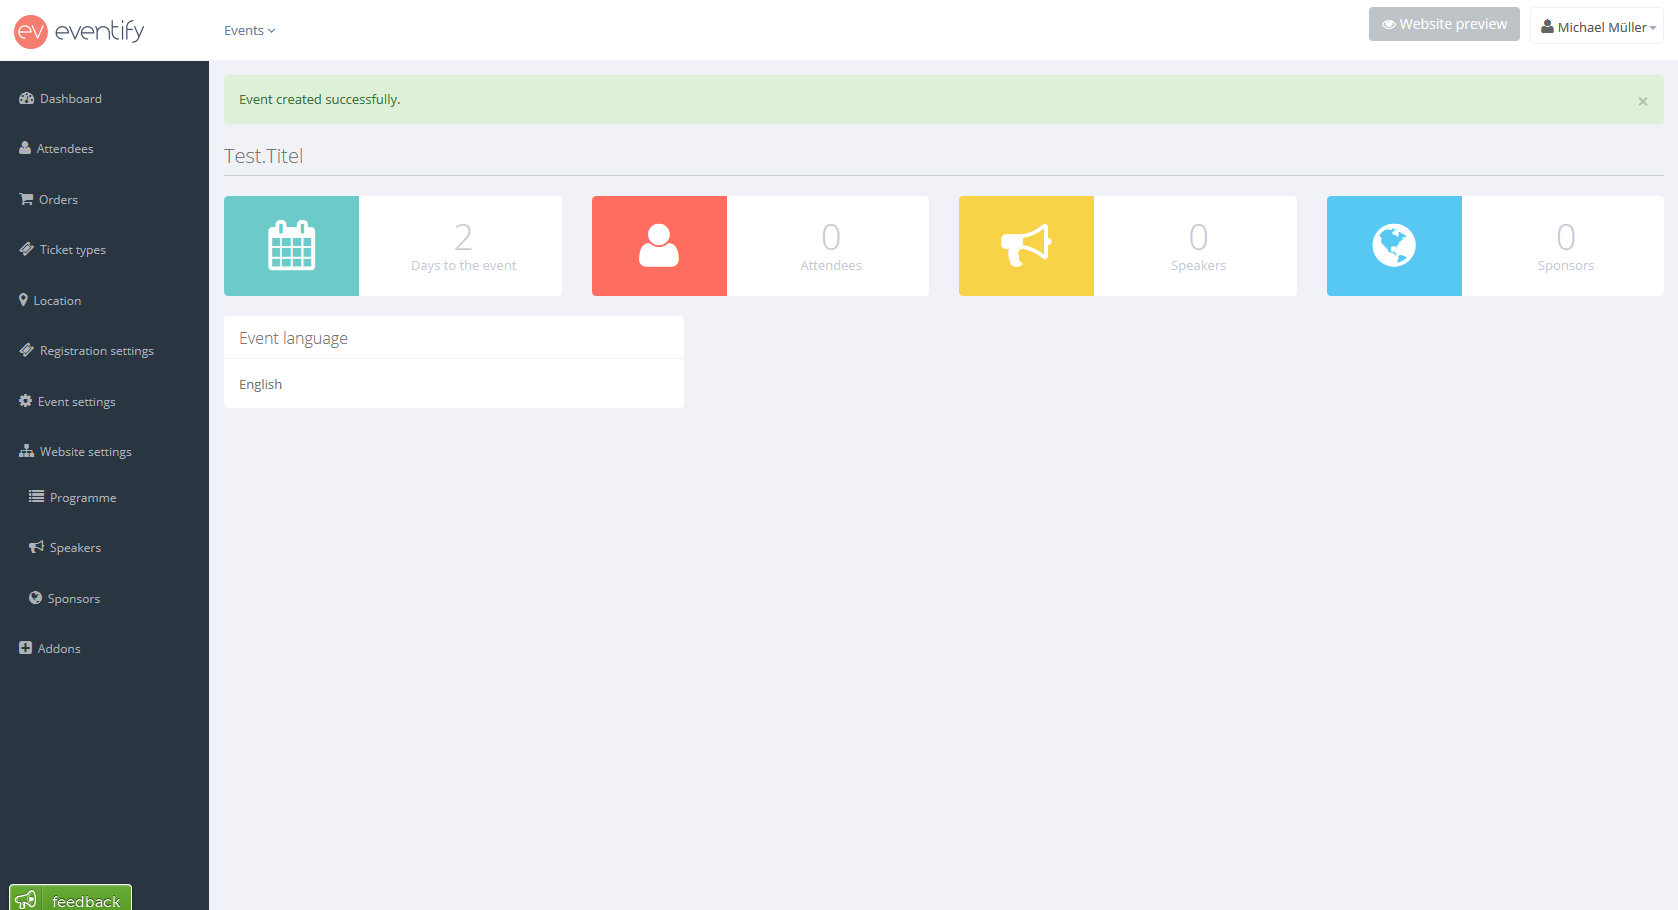 ev eventify
Events
Website preview
Michael Müller
Dashboard
Attendees
Orders
Ticket types
Location
Registration settings
Event settings
Website settings
Programme
Speakers
Sponsors
Addons
feedback
Event created successfully.
×
Test.Titel
2
Days to the event
0
Attendees
0
Speakers
0
Sponsors
Event language
English